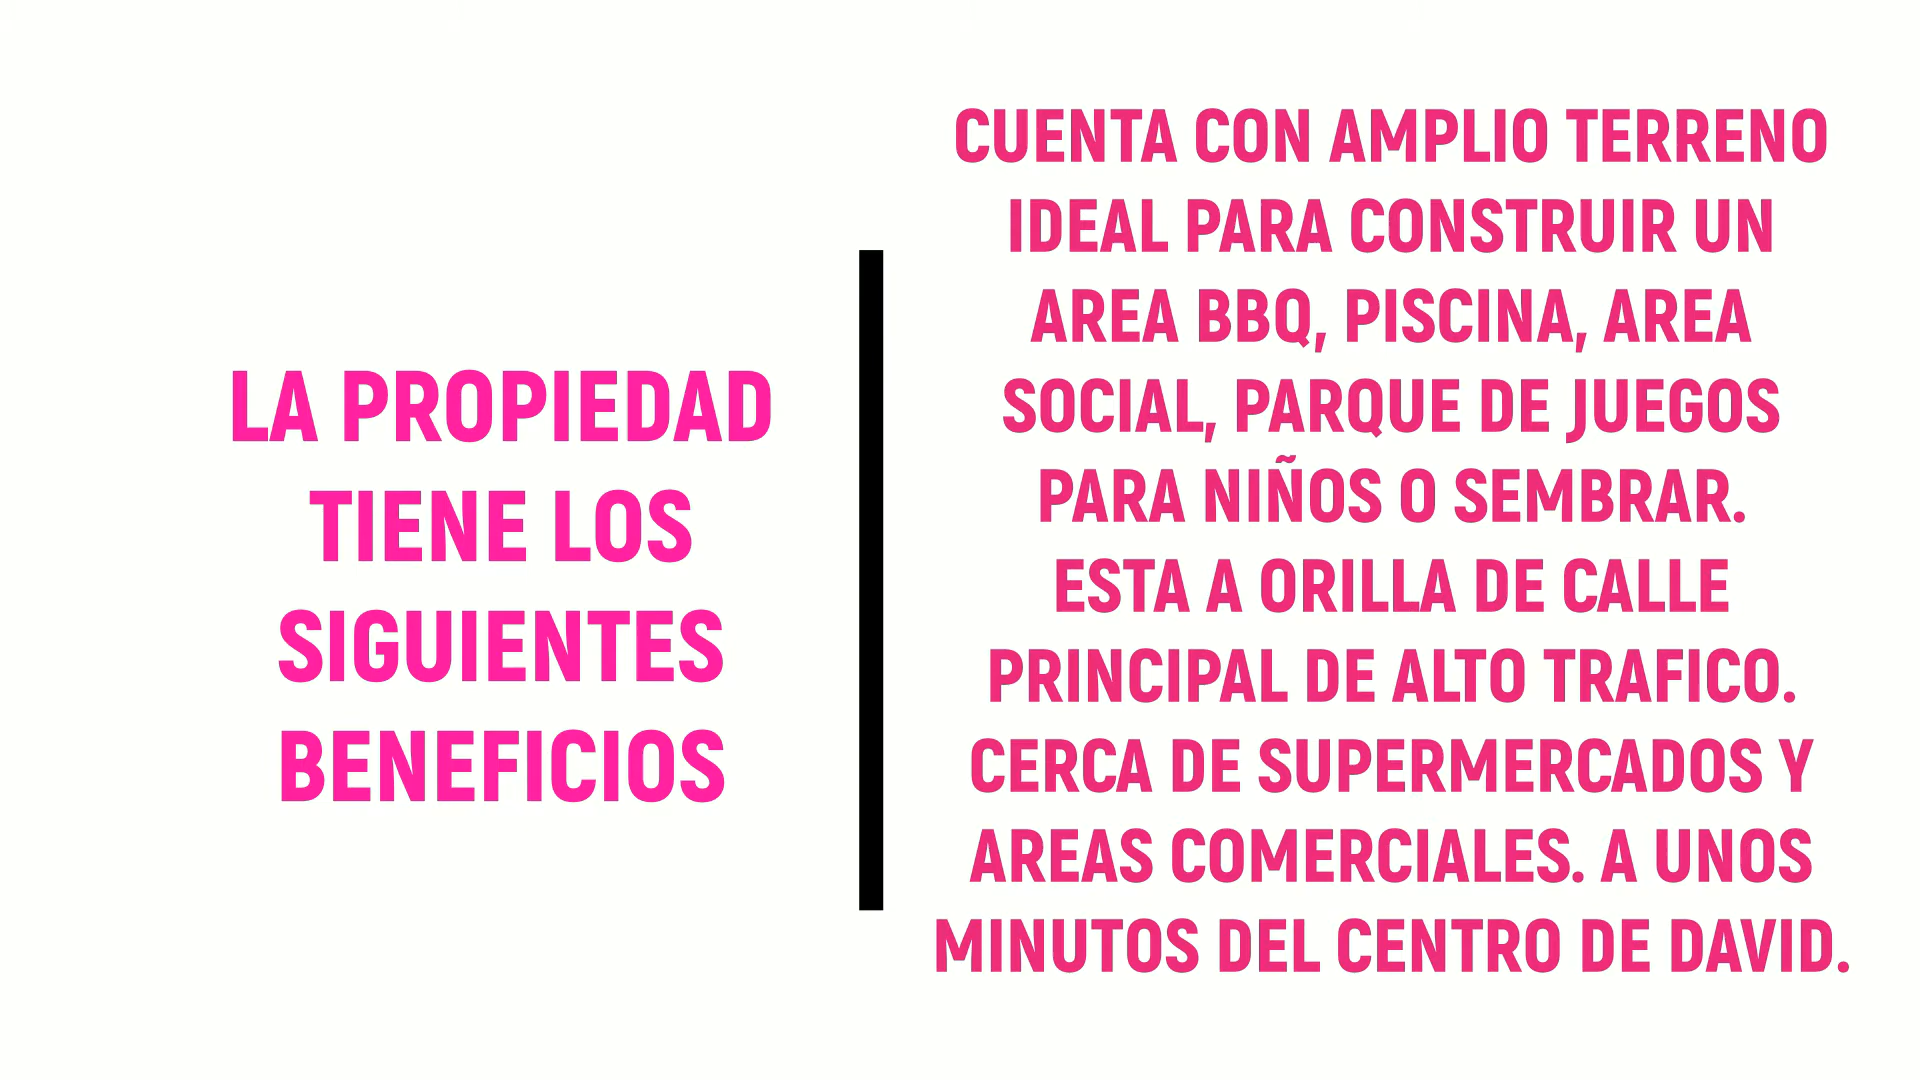 LA PROPIEDAD
TIENE LOS
SIGUIENTES
BENEFICIOS
CUENTA CON AMPLIO TERRENO
IDEAL PARA CONSTRUIR UN
AREA BBQ, PISCINA, AREA
SOCIAL, PARQUE DE JUEGOS
PARA NIÑOS O SEMBRAR.
ESTA A ORILLA DE CALLE
PRINCIPAL DE ALTO TRAFICO.
CERCA DE SUPERMERCADOS Y
AREAS COMERCIALES. A UNOS
MINUTOS DEL CENTRO DE DAVID.